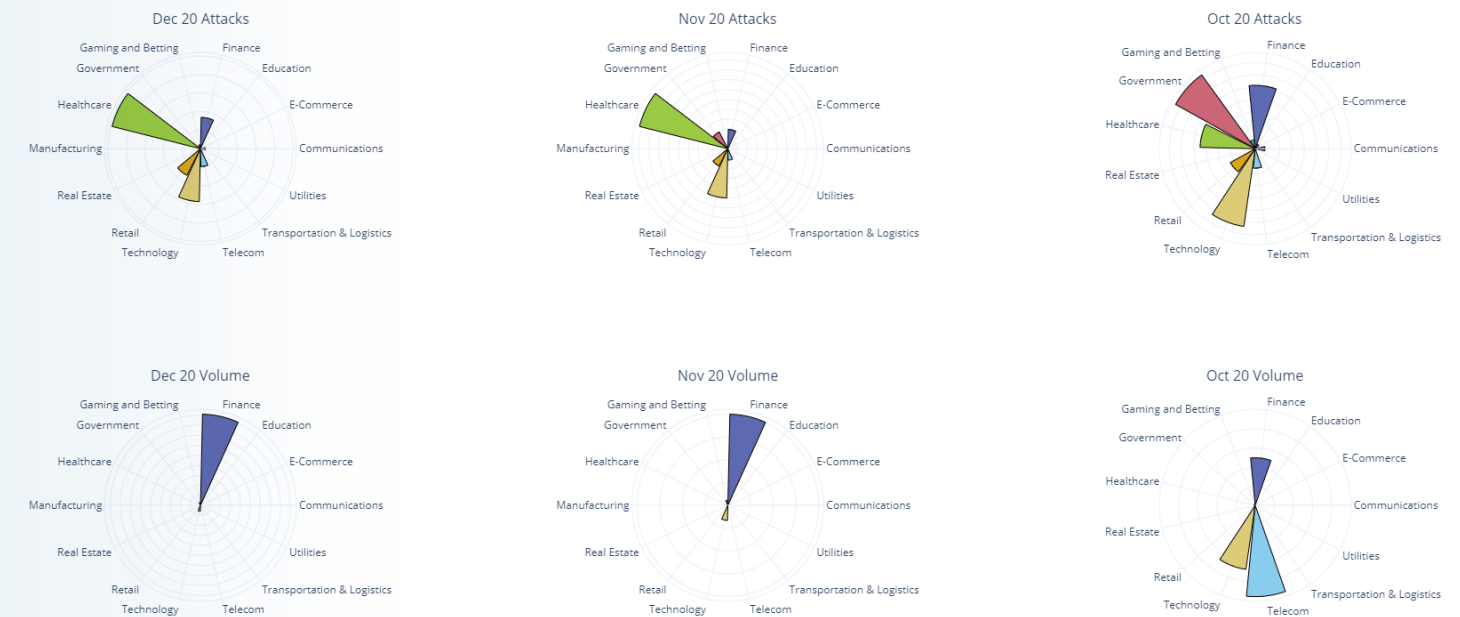 Dec 20 Attacks
Gaming and Betting
Finance
Government
Education
Healthcare
E-Commerce
Manufacturing
Communications
Real Estate
Utilities
Retail
Transportation & Logistics
Technology
Telecom
Nov 20 Attacks
Gaming and Betting
Finance
Government
Education
Healthcare
E-Commerce
Manufacturing
Communications
Real Estate
Utilities
Retail
Transportation & Logistics
Technology
Telecom
Oct 20 Attacks
Finance
Gaming and Betting
Education
Government
E-Commerce
Healthcare
Communications
Real Estate
Utilities
Retail
Transportation & Logistics
Technology
Telecom
Dec 20 Volume
Gaming and Betting
Finance
Government
Education
Healthcare
E-Commerce
Manufacturing
Communications
Real Estate
Utilities
Retail
Transportation & Logistics
Technology
Telecom
Nov 20 Volume
Gaming and Betting
Finance
Government
Education
Healthcare
E-Commerce
Manufacturing
Communications
Real Estate
Utilities
Retail
Transportation & Logistics
Technology
Telecom
Oct 20 Volume
Finance
Gaming and Betting
Education
Government
E-Commerce
Healthcare
Communications
Real Estate
Utilities
Retail
Transportation & Logistics
Technology
Telecom